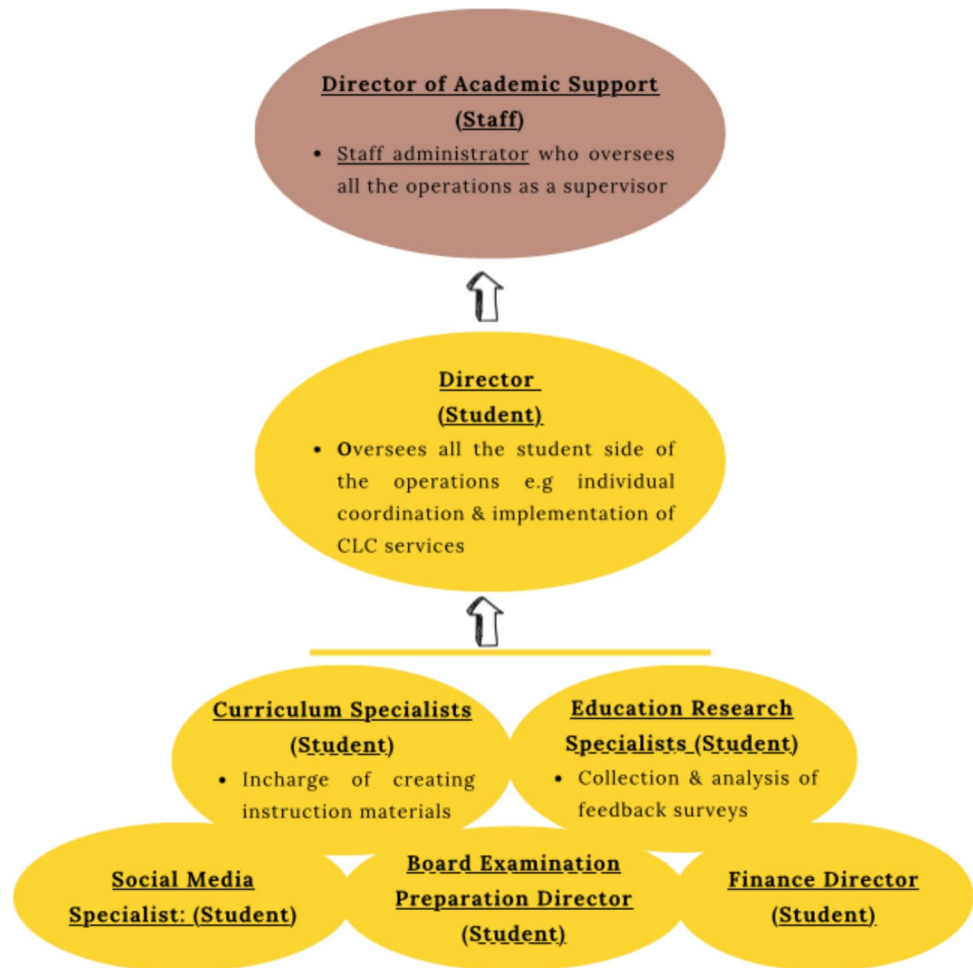 Director of Academic Support
(Staff)
• Staff administrator who oversees
all the operations as a supervisor
Director
(Student)
• Oversees all the student side of
the operations e.g individual
coordination & implementation of
CLC services
Curriculum Specialists
(Student)
• Incharge of creating
instruction materials
Education Research
Specialists (Student)
• Collection & analysis of
feedback surveys
Social Media
Specialist: (Student)
Board Examination
Preparation Director
(Student)
Finance Director
(Student)